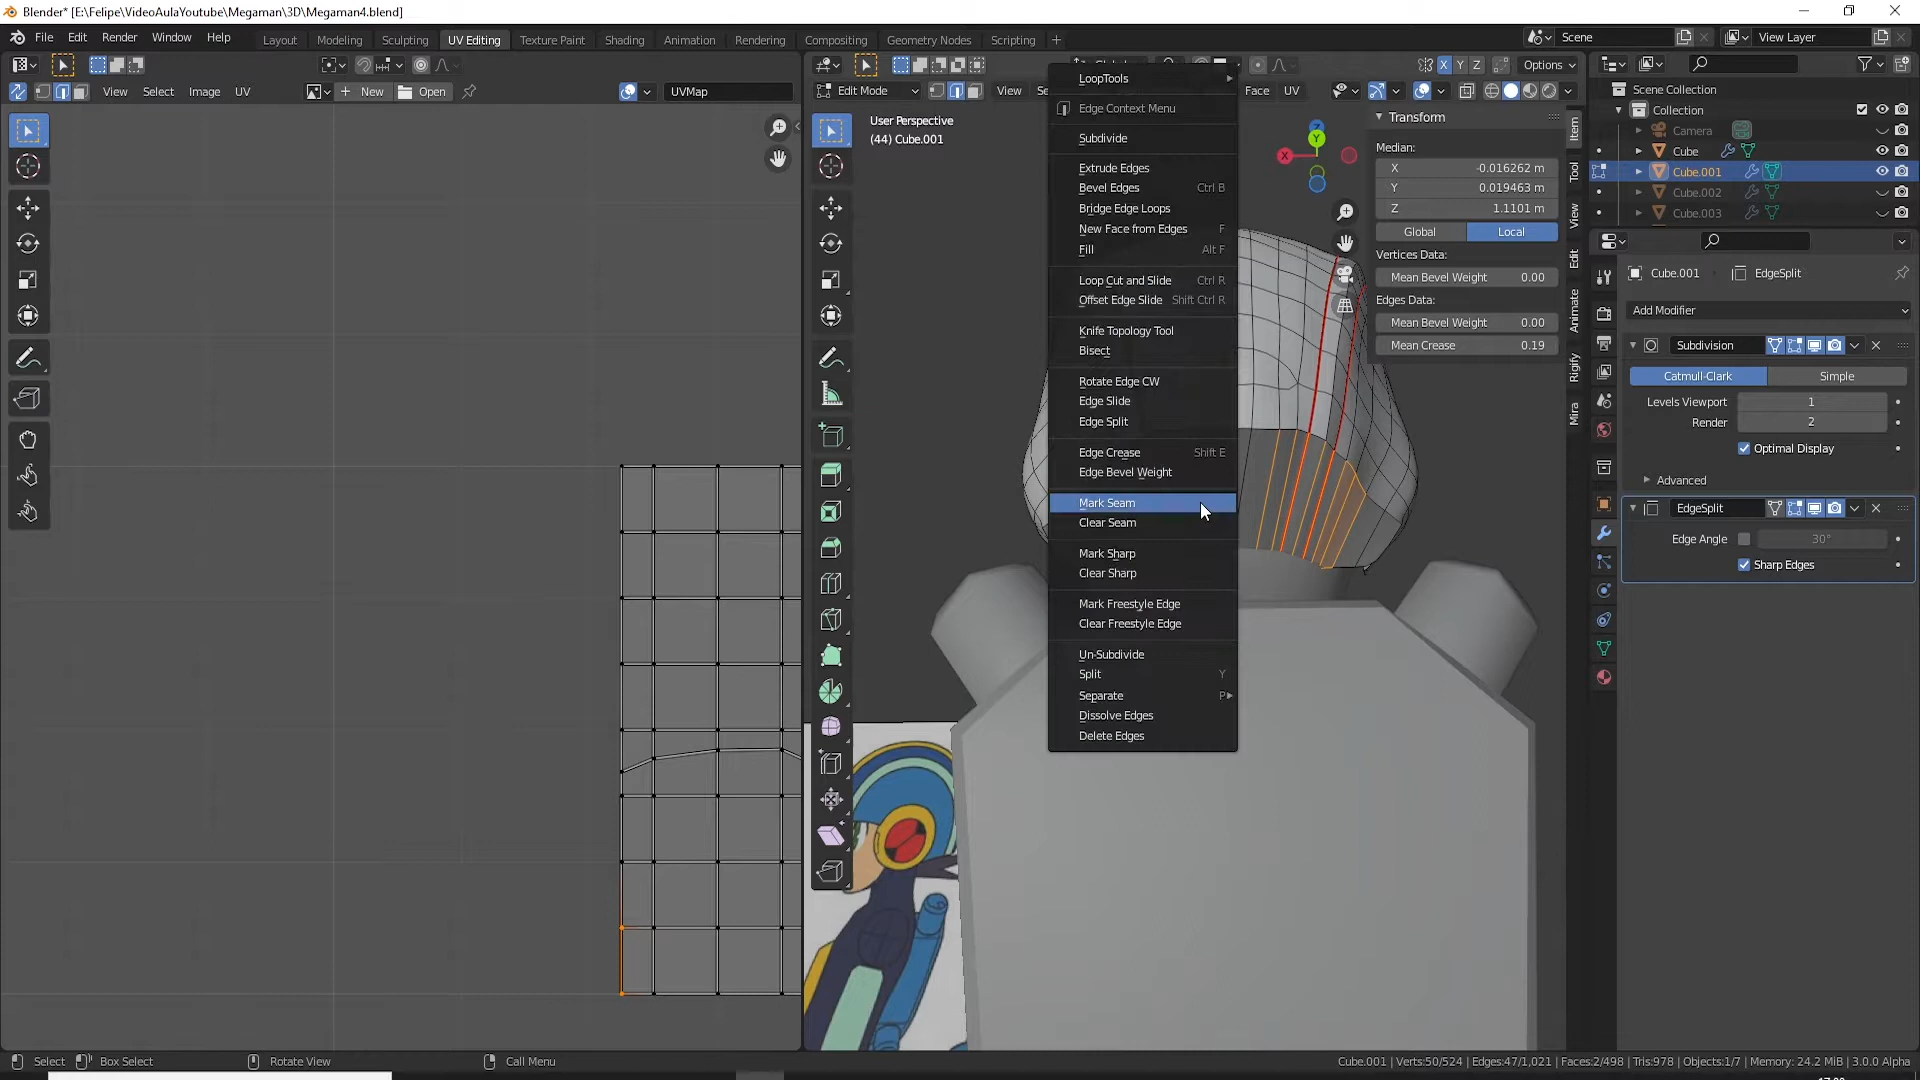 Blender* [E:\Felipe\VideoAulaYoutube\Megaman\3D\Megaman4.blend]
File Edit Render Window Help Layout Modeling Sculpting UV Editing Texture Paint Shading Animation Rendering Compositing Geometry Nodes Scripting + Scene View Layer
X Y Z Options
View Select Image UV New Open UVMap Edit Mode View Face UV
User Perspective
(44) Cube.001
LoopTools
Edge Context Menu
Subdivide
Extrude Edges
Bevel Edges Ctrl B
Bridge Edge Loops
New Face from Edges F
Fill Alt F
Loop Cut and Slide Ctrl R
Offset Edge Slide Shift Ctrl R
Knife Topology Tool
Bisect
Rotate Edge CW
Edge Slide
Edge Split
Edge Crease Shift E
Edge Bevel Weight
Mark Seam
Clear Seam
Mark Sharp
Clear Sharp
Mark Freestyle Edge
Clear Freestyle Edge
Un-Subdivide
Split Y
Separate P
Dissolve Edges
Delete Edges
Z
Y
X
Transform
Median:
X -0.016262 m
Y 0.019463 m
Z 1.1101 m
Global Local
Vertices Data:
Mean Bevel Weight 0.00
Edges Data:
Mean Bevel Weight 0.00
Mean Crease 0.19
Item
Tool
View
Edit
Animate
Rigify
Mira
Scene Collection
Collection
Camera
Cube
Cube.001
Cube.002
Cube.003
Cube.001 EdgeSplit
Add Modifier
Subdivision
Catmull-Clark Simple
Levels Viewport 1
Render 2
Optimal Display
Advanced
EdgeSplit
Edge Angle 30°
Sharp Edges
Select Box Select Rotate View Call Menu Cube.001 | Verts:50/524 | Edges:47/1,021 | Faces:2/498 | Tris:978 | Objects:1/7 | Memory: 24.2 MiB | 3.0.0 Alpha